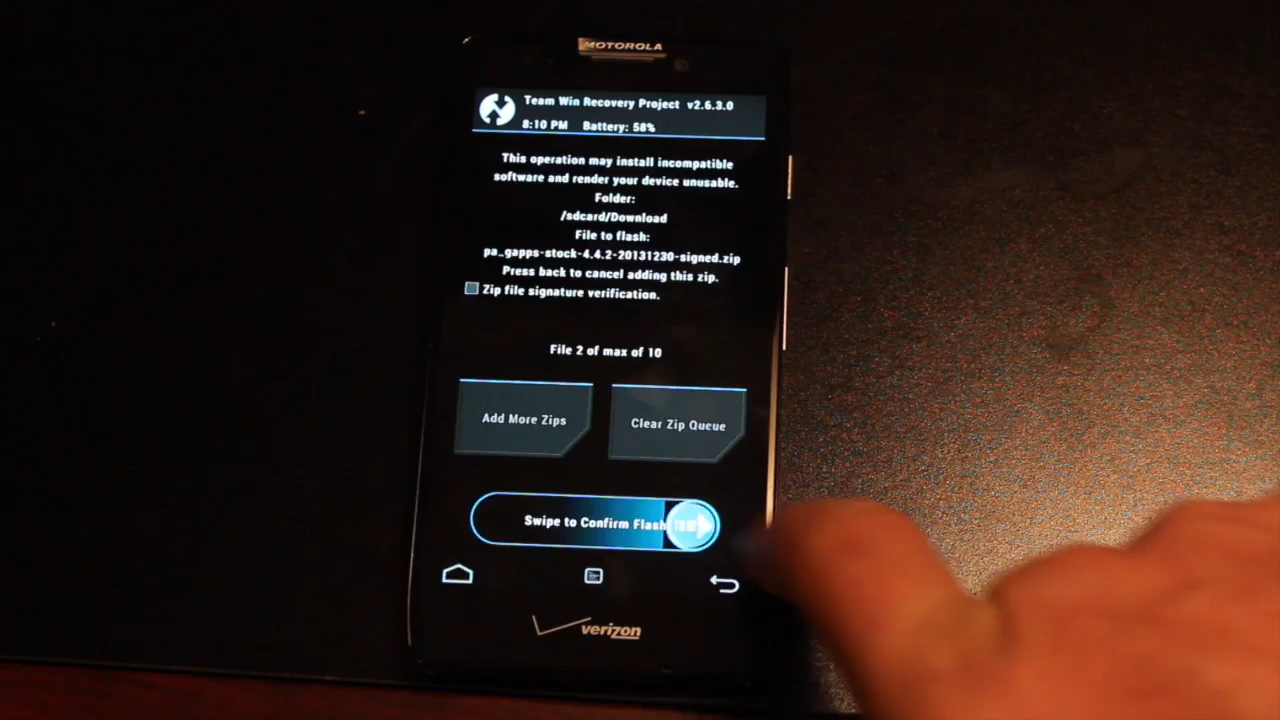 MOTOROLA
Team Win Recovery Project v2.6.3.0
8:10 PM Battery: 58%
This operation may install incompatible
software and render your device unusable.
Folder:
/sdcard/Download
File to flash:
pa_gapps-stock-4.4.2-20131230-signed.zip
Press back to cancel adding this zip.
Zip file signature verification.
File 2 of max of 10
Add More Zips
Clear Zip Queue
Swipe to Confirm Flash
verizon